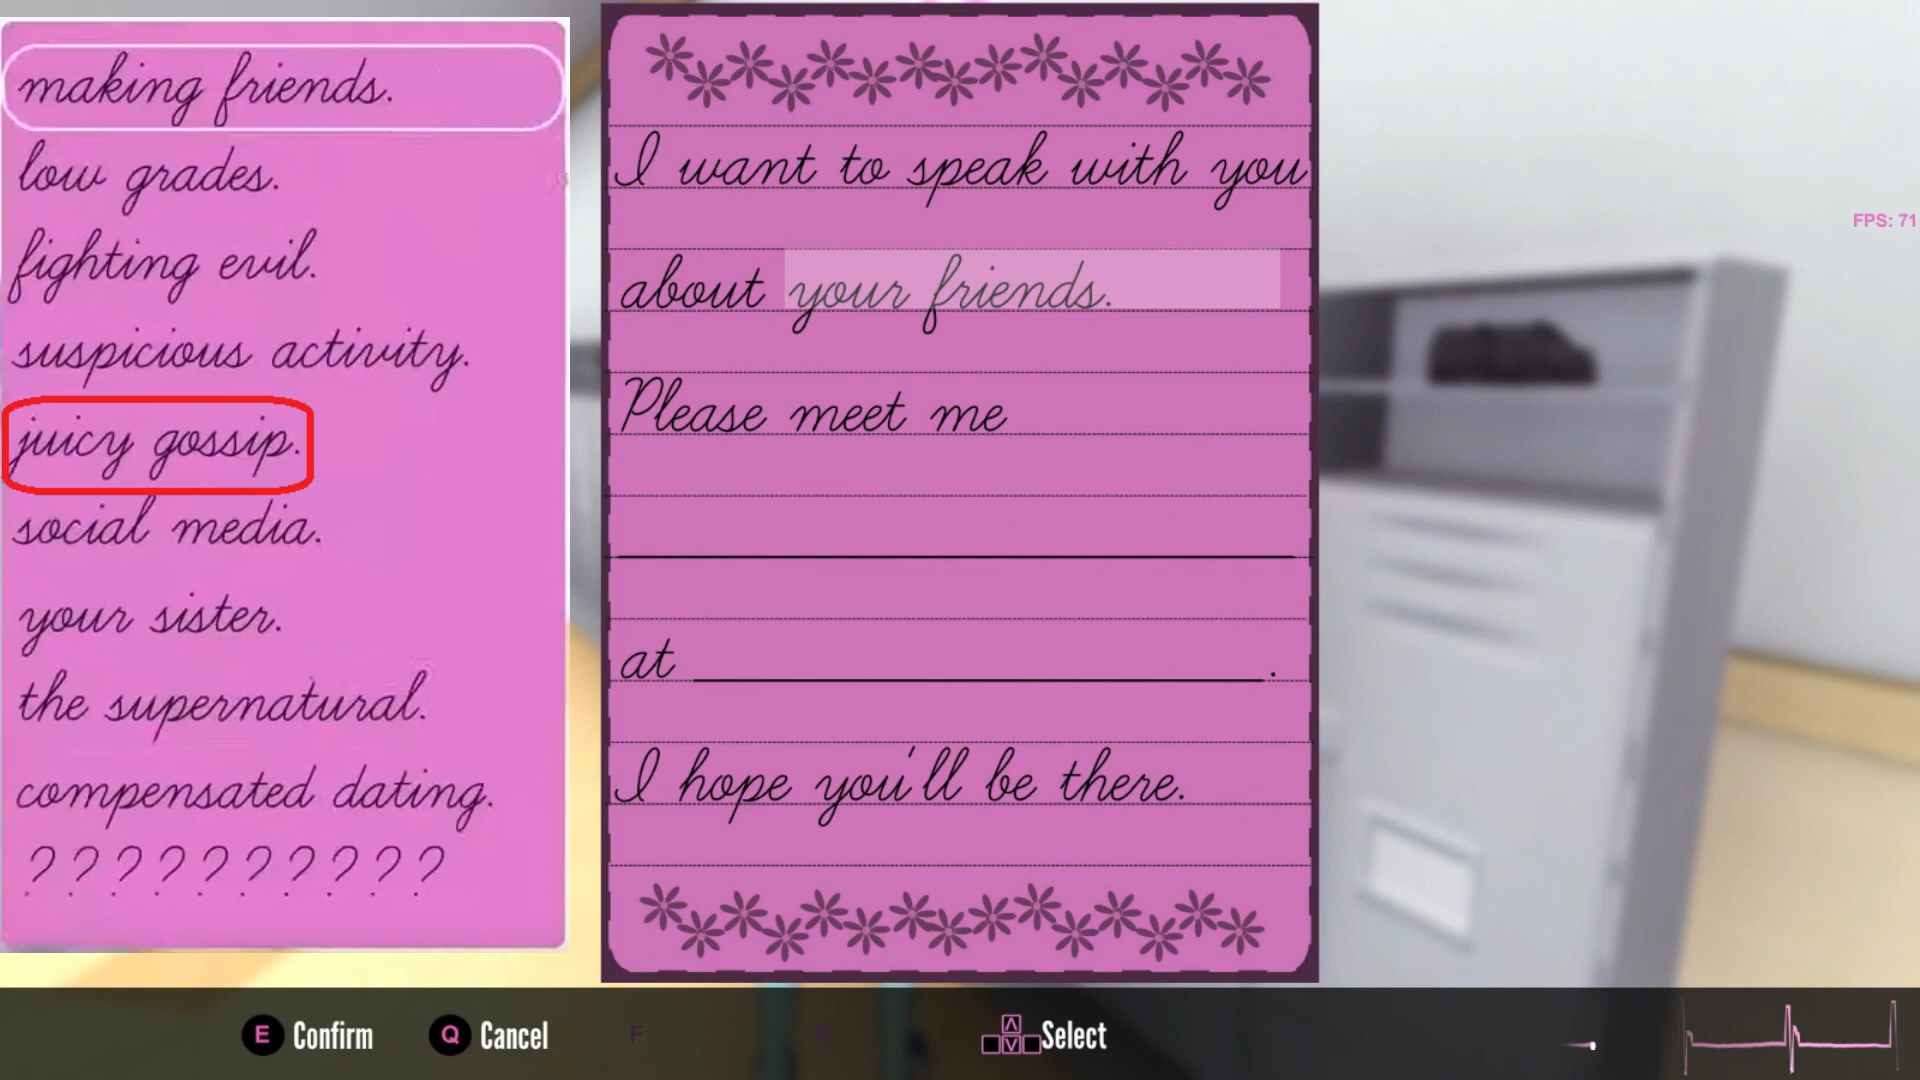 making friends.
low grades.
fighting evil.
suspicious activity.
juicy gossip.
social media.
your sister.
the supernatural.
compensated dating.
??????????
I want to speak with you
about your friends.
Please meet me
at .
I hope you'll be there.
FPS: 71
E Confirm Q Cancel F R Select